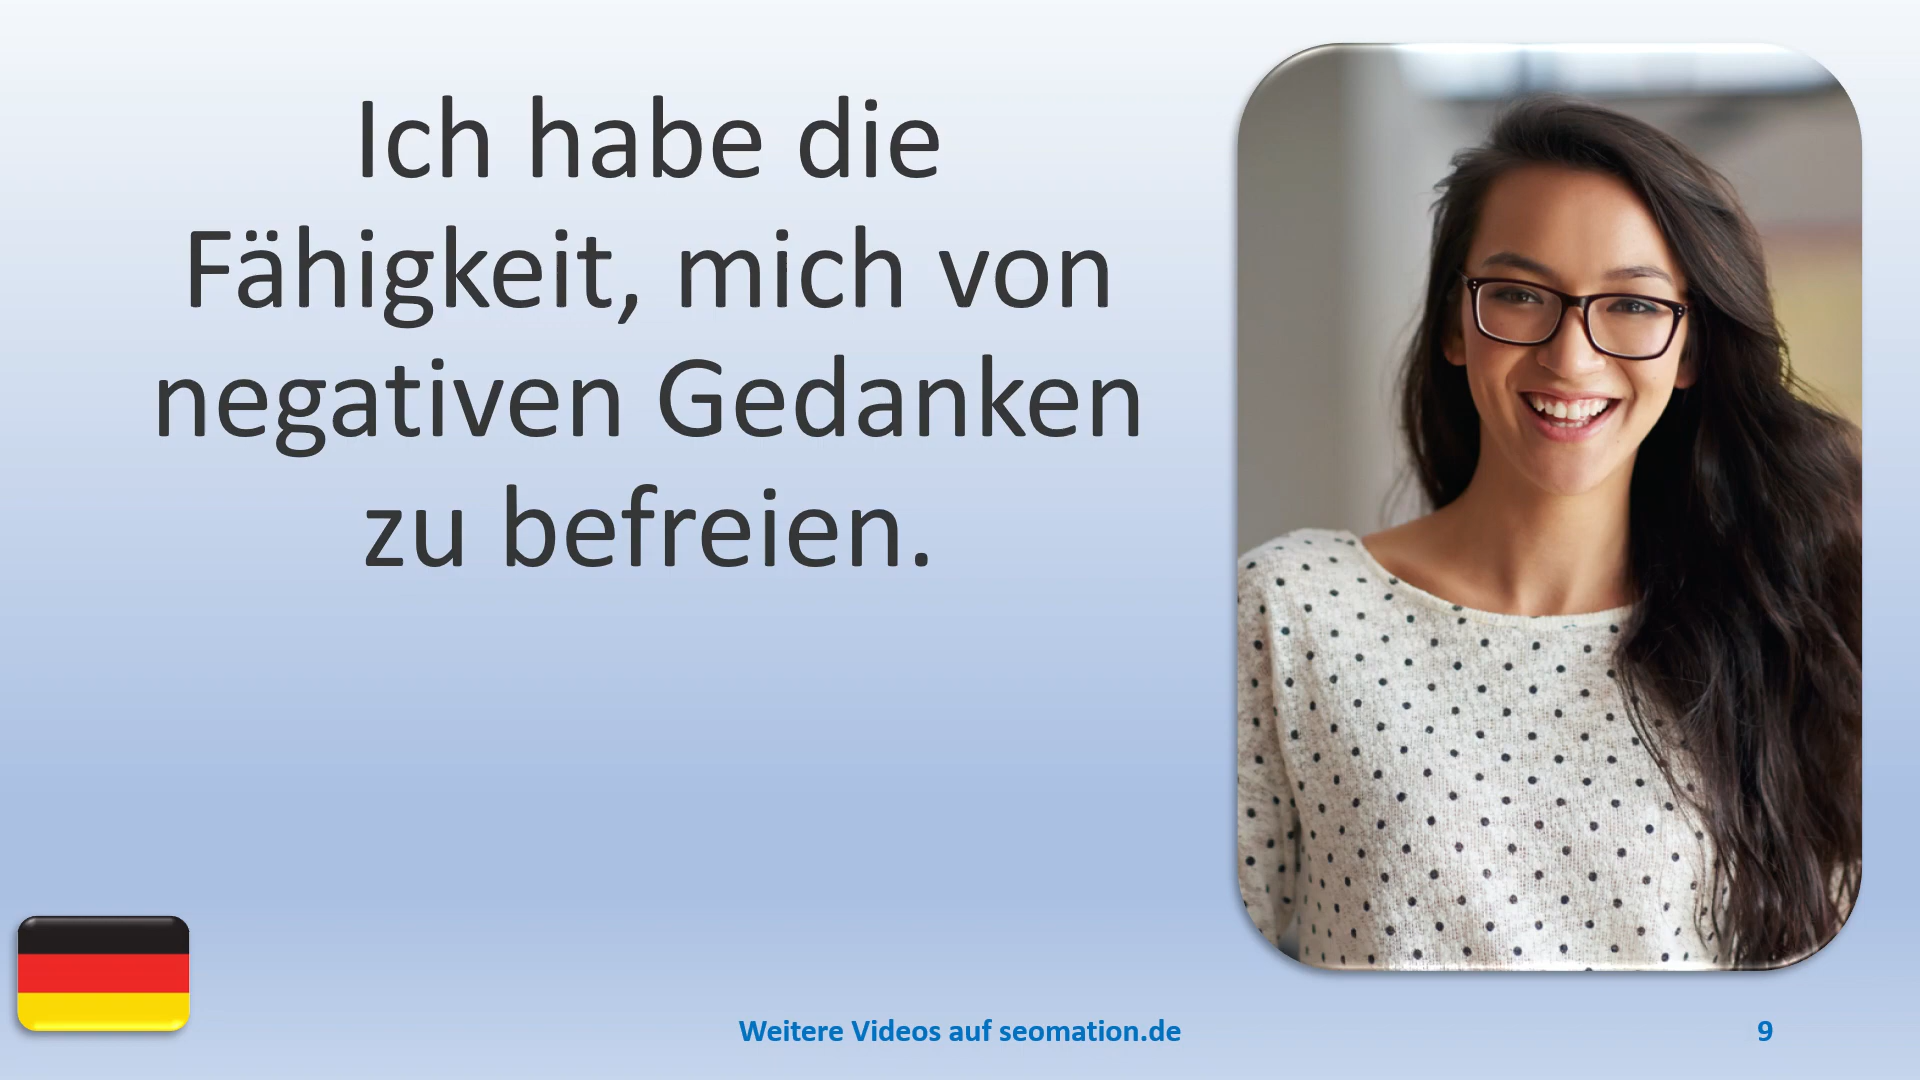 Ich habe die
Fähigkeit, mich von
negativen Gedanken
zu befreien.
Weitere Videos auf seomation.de
9